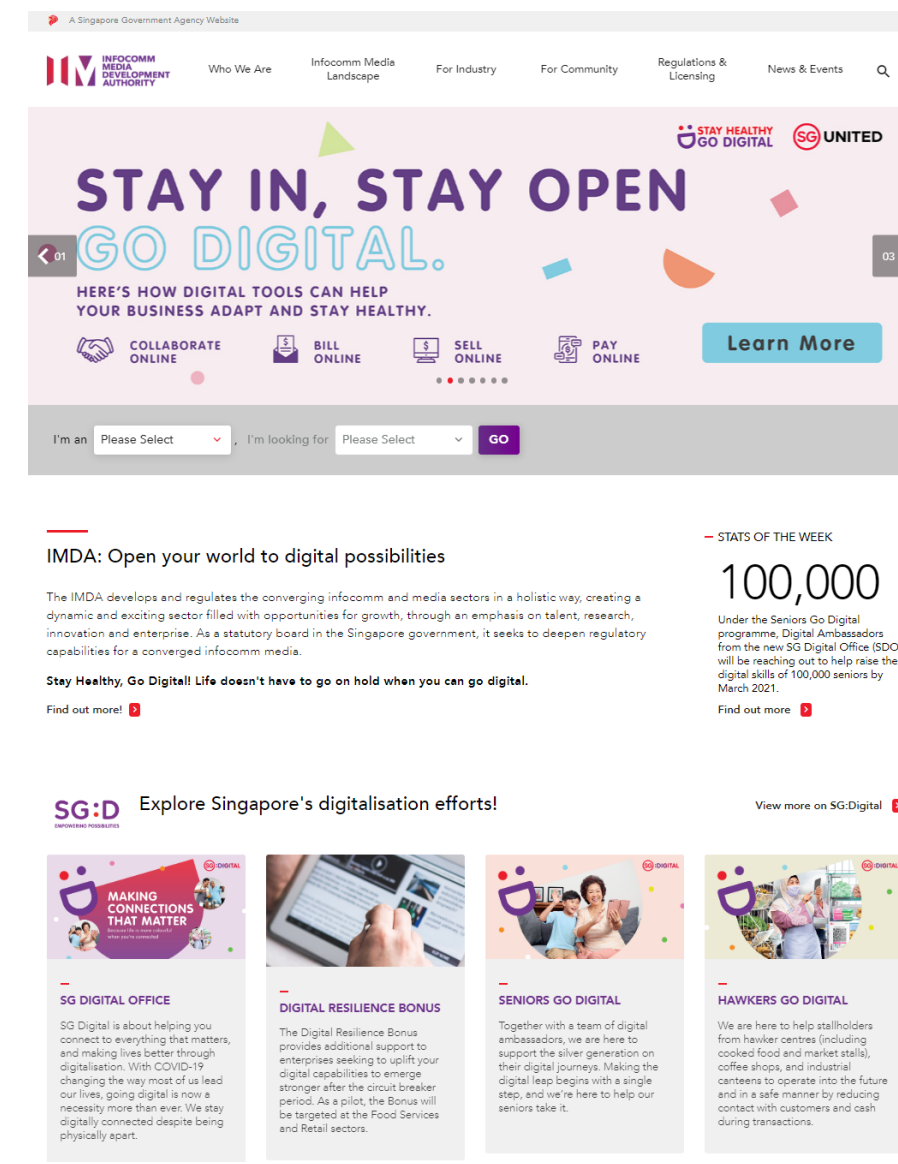 A Singapore Government Agency Website
INFOCOMM
MEDIA
DEVELOPMENT
AUTHORITY
Who We Are
Infocomm Media
Landscape
For Industry
For Community
Regulations &
Licensing
News & Events
STAY HEALTHY
GO DIGITAL
SG UNITED
STAY IN, STAY OPEN
GO DIGITAL.
01
03
HERE'S HOW DIGITAL TOOLS CAN HELP
YOUR BUSINESS ADAPT AND STAY HEALTHY.
COLLABORATE
ONLINE
BILL
ONLINE
SELL
ONLINE
PAY
ONLINE
Learn More
I'm an Please Select , I'm looking for Please Select GO
IMDA: Open your world to digital possibilities
The IMDA develops and regulates the converging infocomm and media sectors in a holistic way, creating a
dynamic and exciting sector filled with opportunities for growth, through an emphasis on talent, research,
innovation and enterprise. As a statutory board in the Singapore government, it seeks to deepen regulatory
capabilities for a converged infocomm media.
Stay Healthy, Go Digital! Life doesn't have to go on hold when you can go digital.
Find out more!
STATS OF THE WEEK
100,000
Under the Seniors Go Digital
programme, Digital Ambassadors
from the new SG Digital Office (SDO
will be reaching out to help raise the
digital skills of 100,000 seniors by
March 2021.
Find out more
SG:D
EMPOWERING POSSIBILITIES
Explore Singapore's digitalisation efforts!
View more on SG:Digital
SG:DIGITAL
MAKING
CONNECTIONS
THAT MATTER
Because life is more colourful
when you're connected
SG DIGITAL OFFICE
SG Digital is about helping you
connect to everything that matters,
and making lives better through
digitalisation. With COVID-19
changing the way most of us lead
our lives, going digital is now a
necessity more than ever. We stay
digitally connected despite being
physically apart.
DIGITAL RESILIENCE BONUS
The Digital Resilience Bonus
provides additional support to
enterprises seeking to uplift your
digital capabilities to emerge
stronger after the circuit breaker
period. As a pilot, the Bonus will
be targeted at the Food Services
and Retail sectors.
SG:DIGITAL
SENIORS GO DIGITAL
Together with a team of digital
ambassadors, we are here to
support the silver generation on
their digital journeys. Making the
digital leap begins with a single
step, and we're here to help our
seniors take it.
SG:DIGITAL
HAWKERS GO DIGITAL
We are here to help stallholders
from hawker centres (including
cooked food and market stalls),
coffee shops, and industrial
canteens to operate into the future
and in a safe manner by reducing
contact with customers and cash
during transactions.